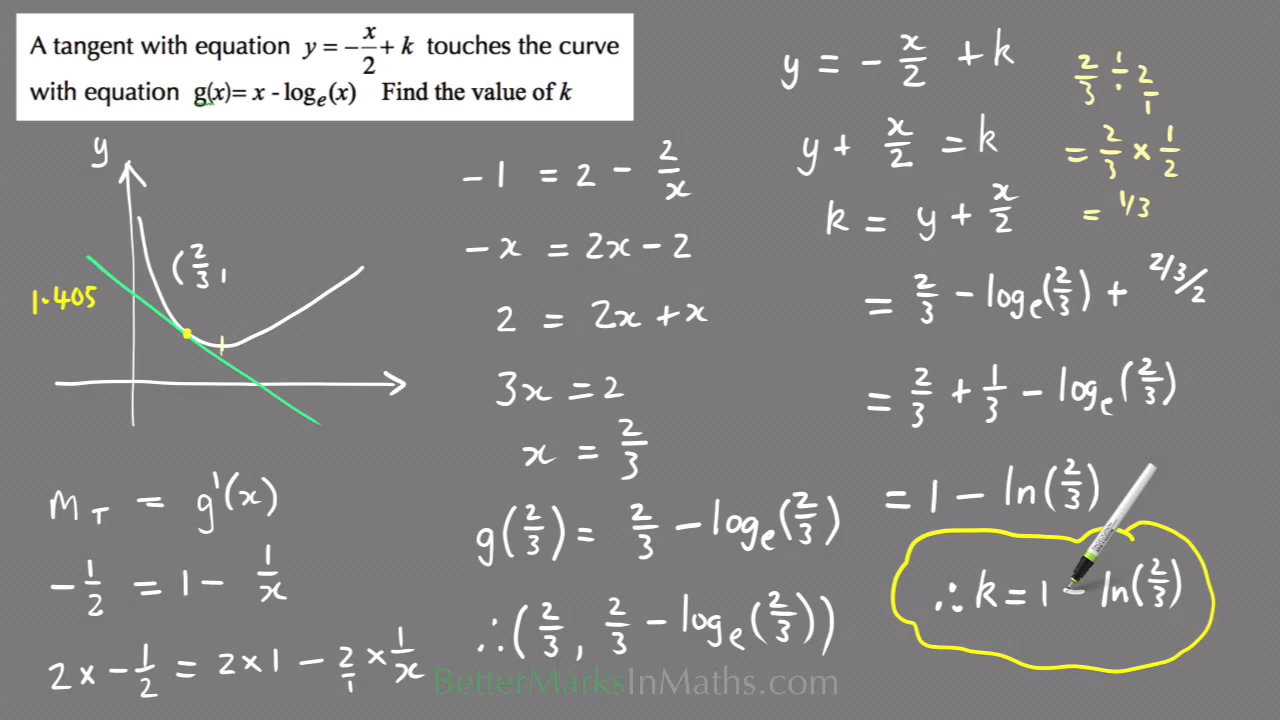 A tangent with equation y = -x/2 + k touches the curve
with equation g(x)= x - logₑ(x) Find the value of k
y
(2/3,
1.405
m_T = g'(x)
-1/2 = 1 - 1/x
2 × -1/2 = 2 × 1 - 2/1 × 1/x
-1 = 2 - 2/x
-x = 2x - 2
2 = 2x + x
3x = 2
x = 2/3
g(2/3) = 2/3 - logₑ(2/3)
∴ (2/3, 2/3 - logₑ(2/3))
y = -x/2 + k
y + x/2 = k
k = y + x/2
= 2/3 - logₑ(2/3) + 2/3/2
= 2/3 + 1/3 - logₑ(2/3)
= 1 - ln(2/3)
∴ k = 1 - ln(2/3)
2/3 ÷ 2/1
= 2/3 × 1/2
= 1/3
BetterMarksInMaths.com